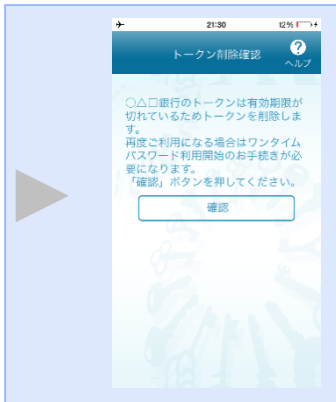 21:30
12%
トークン削除確認
?
ヘルプ
○△□銀行のトークンは有効期限が
切れているためトークンを削除しま
す。
再度ご利用になる場合はワンタイム
パスワード利用開始のお手続きが必
要になります。
「確認」ボタンを押してください。
確認